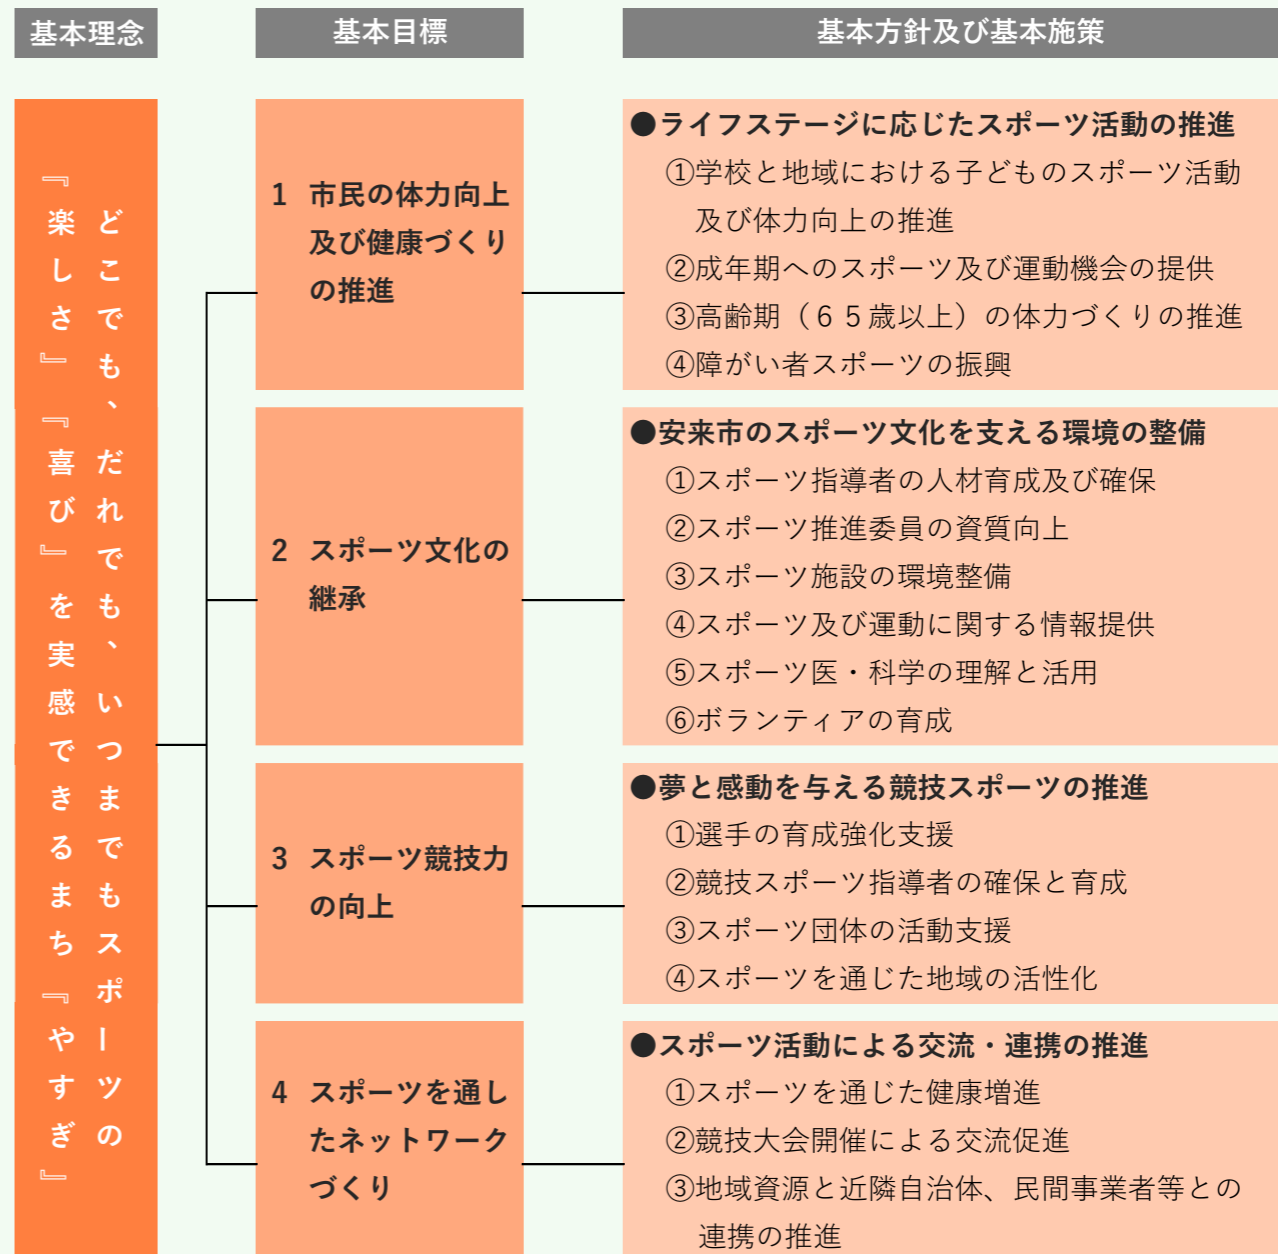 基本理念
基本目標
基本方針及び基本施策
どこでも、だれでも、いつまでもスポーツの
『楽しさ』『喜び』を実感できるまち『やすぎ』
1 市民の体力向上
及び健康づくり
の推進
●ライフステージに応じたスポーツ活動の推進
①学校と地域における子どものスポーツ活動
及び体力向上の推進
②成年期へのスポーツ及び運動機会の提供
③高齢期（６５歳以上）の体力づくりの推進
④障がい者スポーツの振興
2 スポーツ文化の
継承
●安来市のスポーツ文化を支える環境の整備
①スポーツ指導者の人材育成及び確保
②スポーツ推進委員の資質向上
③スポーツ施設の環境整備
④スポーツ及び運動に関する情報提供
⑤スポーツ医・科学の理解と活用
⑥ボランティアの育成
3 スポーツ競技力
の向上
●夢と感動を与える競技スポーツの推進
①選手の育成強化支援
②競技スポーツ指導者の確保と育成
③スポーツ団体の活動支援
④スポーツを通じた地域の活性化
4 スポーツを通し
たネットワーク
づくり
●スポーツ活動による交流・連携の推進
①スポーツを通じた健康増進
②競技大会開催による交流促進
③地域資源と近隣自治体、民間事業者等との
連携の推進